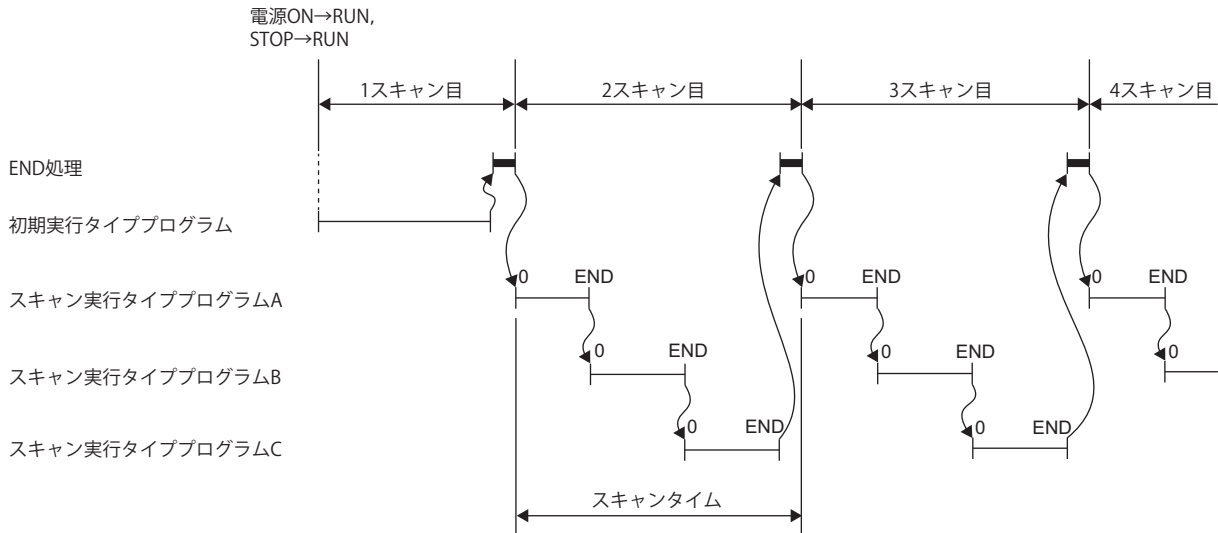 電源ON→RUN,
STOP→RUN
1スキャン目
2スキャン目
3スキャン目
4スキャン目
END処理
初期実行タイププログラム
0
END
0
END
0
スキャン実行タイププログラムA
0
END
0
END
0
スキャン実行タイププログラムB
0
END
0
END
スキャン実行タイププログラムC
スキャンタイム